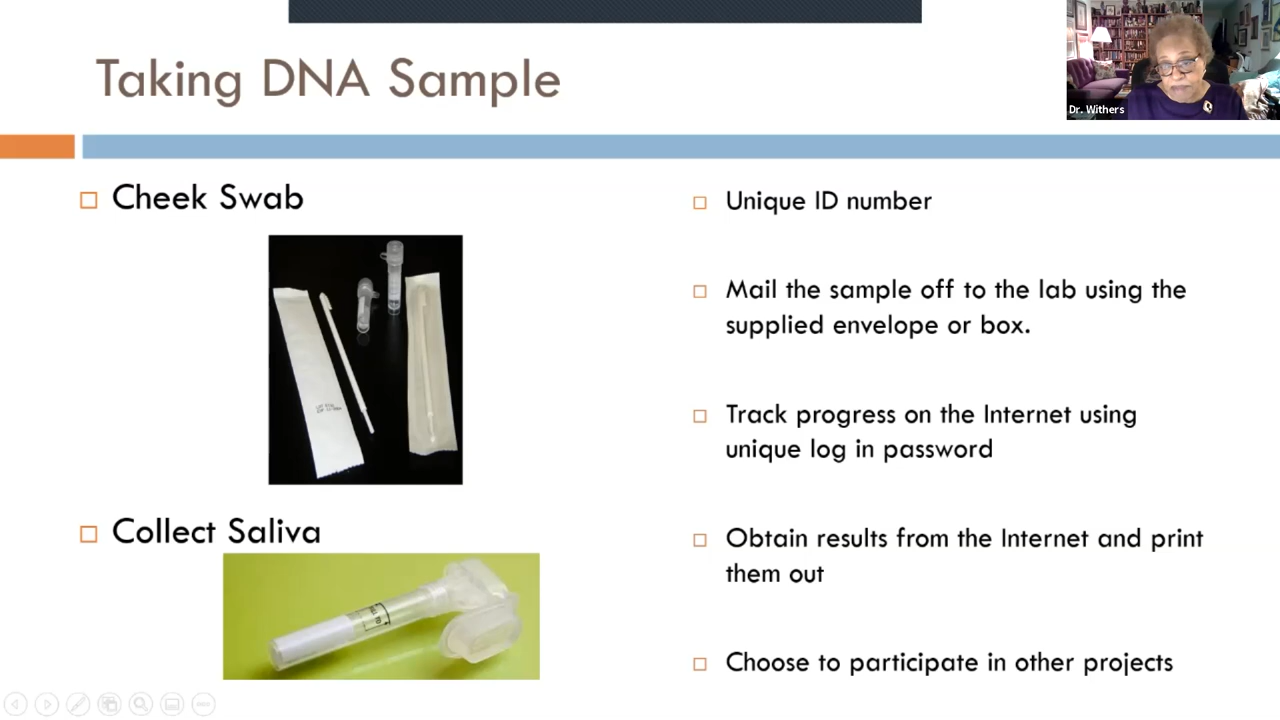 Taking DNA Sample
Dr. Withers
Cheek Swab
Collect Saliva
Unique ID number
Mail the sample off to the lab using the
supplied envelope or box.
Track progress on the Internet using
unique log in password
Obtain results from the Internet and print
them out
Choose to participate in other projects